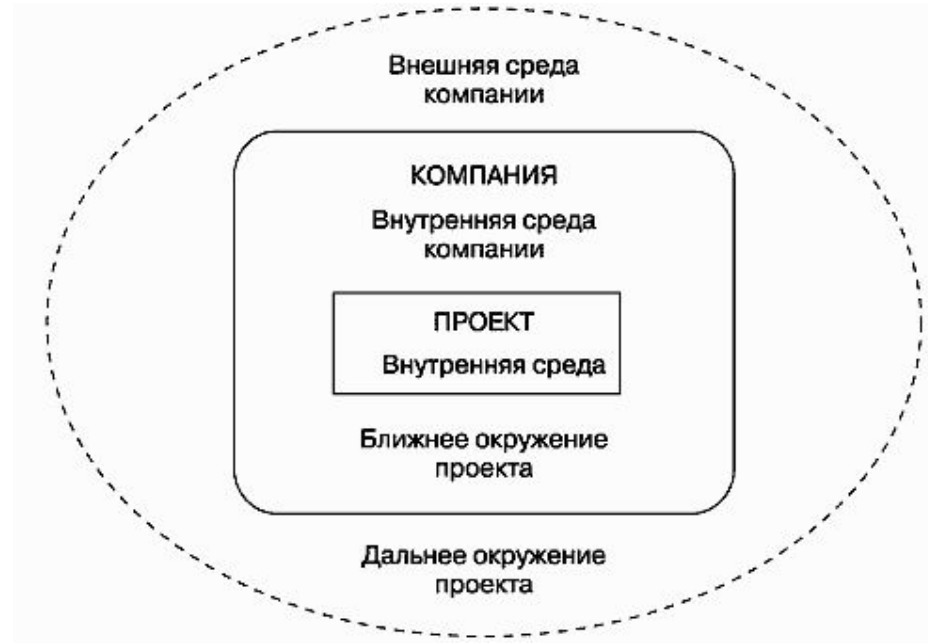 Внешняя среда
компании
КОМПАНИЯ
Внутренняя среда
компании
ПРОЕКТ
Внутренняя среда
Ближнее окружение
проекта
Дальнее окружение
проекта